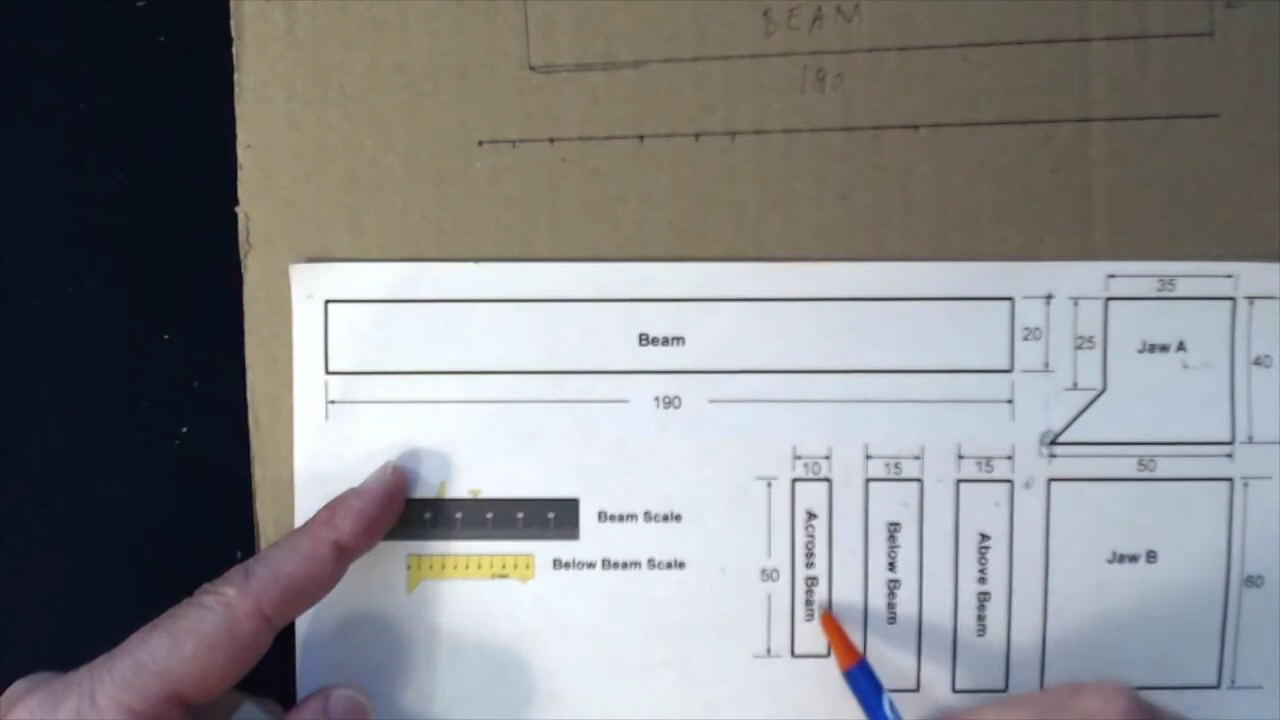 BEAM
190
35
Beam
20
25
Jaw A
40
190
50
10
15
15
Beam Scale
Below Beam Scale
50
Across Beam
Below Beam
Above Beam
Jaw B
60